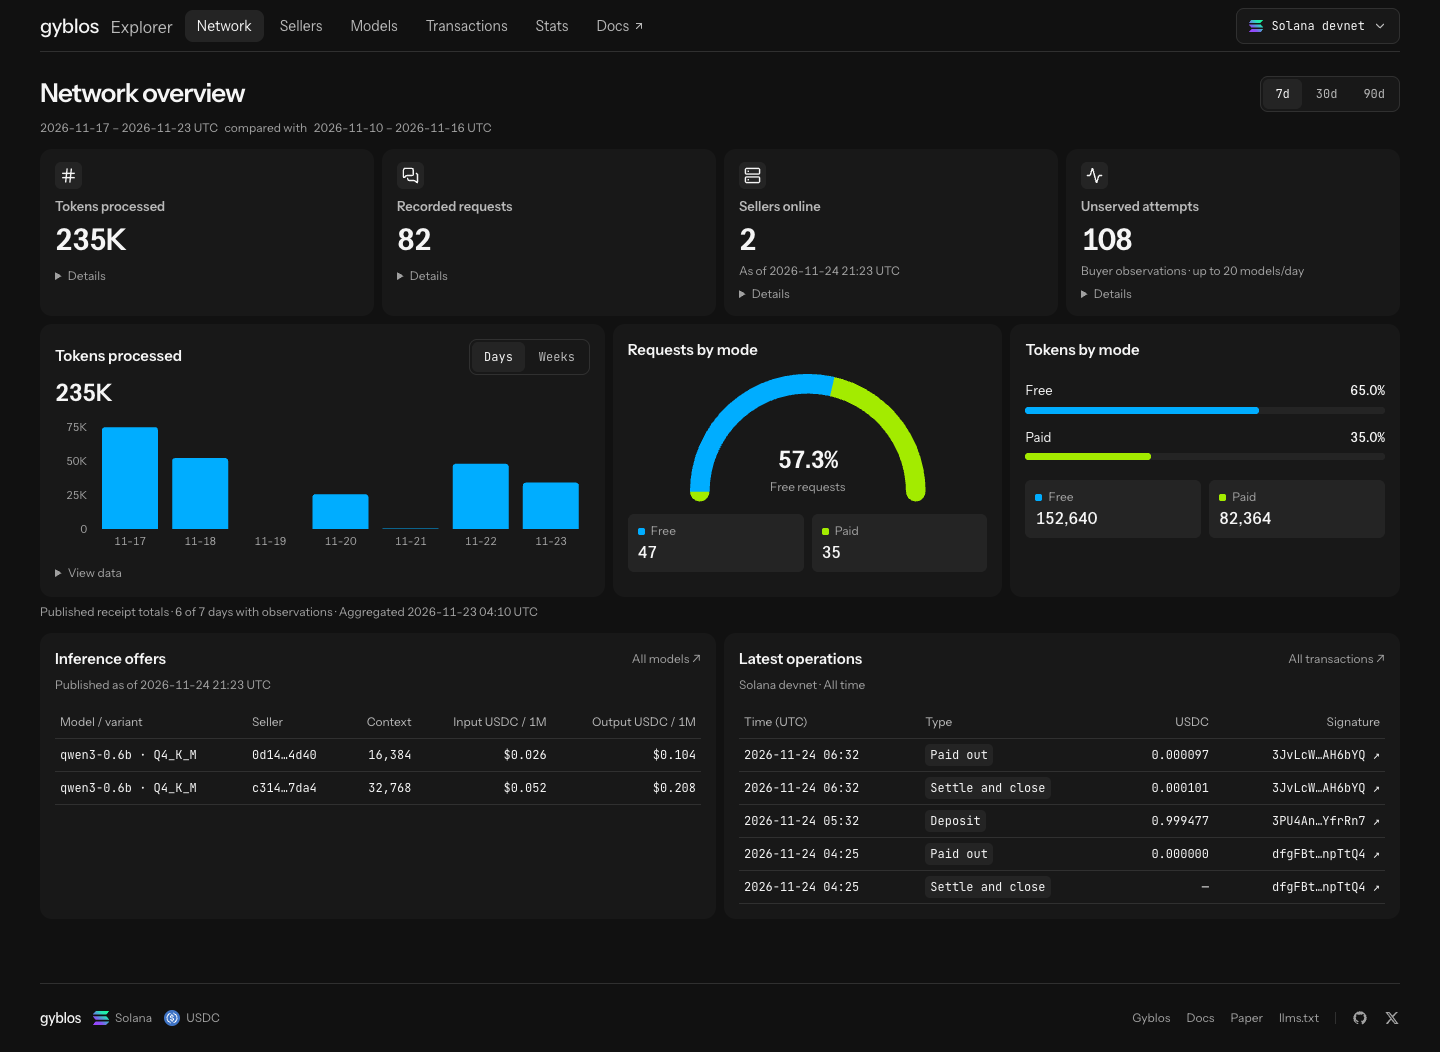 gyblos Explorer Network Sellers Models Transactions Stats Docs ↗ Solana devnet
Network overview
7d 30d 90d
2026-11-17 – 2026-11-23 UTC compared with 2026-11-10 – 2026-11-16 UTC
Tokens processed
235K
Details
Recorded requests
82
Details
Sellers online
2
As of 2026-11-24 21:23 UTC
Details
Unserved attempts
108
Buyer observations · up to 20 models/day
Details
Tokens processed
Days Weeks
235K
75K
50K
25K
0
11-17 11-18 11-19 11-20 11-21 11-22 11-23
View data
Requests by mode
57.3%
Free requests
Free
47
Paid
35
Tokens by mode
Free 65.0%
Paid 35.0%
Free
152,640
Paid
82,364
Published receipt totals · 6 of 7 days with observations · Aggregated 2026-11-23 04:10 UTC
Inference offers
All models ↗
Published as of 2026-11-24 21:23 UTC
Model / variant Seller Context Input USDC / 1M Output USDC / 1M
qwen3-0.6b · Q4_K_M 0d14…4d40 16,384 $0.026 $0.104
qwen3-0.6b · Q4_K_M c314…7da4 32,768 $0.052 $0.208
Latest operations
All transactions ↗
Solana devnet · All time
Time (UTC) Type USDC Signature
2026-11-24 06:32 Paid out 0.000097 3JvLcW…AH6bYQ ↗
2026-11-24 06:32 Settle and close 0.000101 3JvLcW…AH6bYQ ↗
2026-11-24 05:32 Deposit 0.999477 3PU4An…YfrRn7 ↗
2026-11-24 04:25 Paid out 0.000000 dfgFBt…npTtQ4 ↗
2026-11-24 04:25 Settle and close — dfgFBt…npTtQ4 ↗
gyblos Solana USDC
Gyblos Docs Paper llms.txt